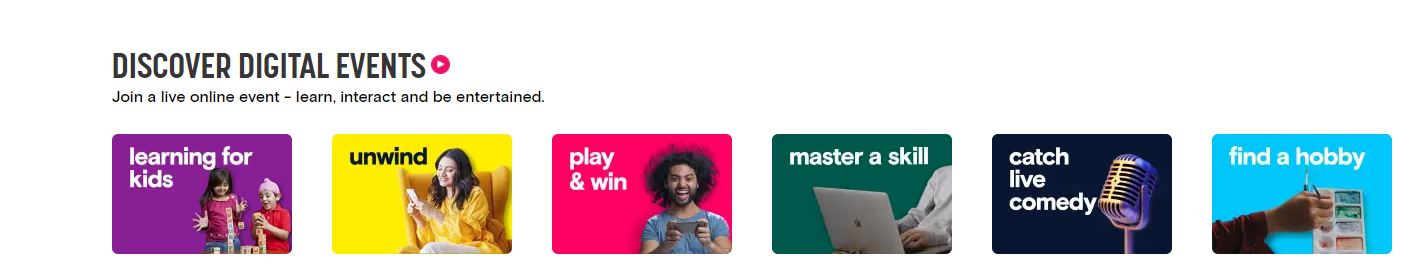 DISCOVER DIGITAL EVENTS
Join a live online event - learn, interact and be entertained.
learning for
kids
unwind
play
& win
master a skill
catch
live
comedy
find a hobby